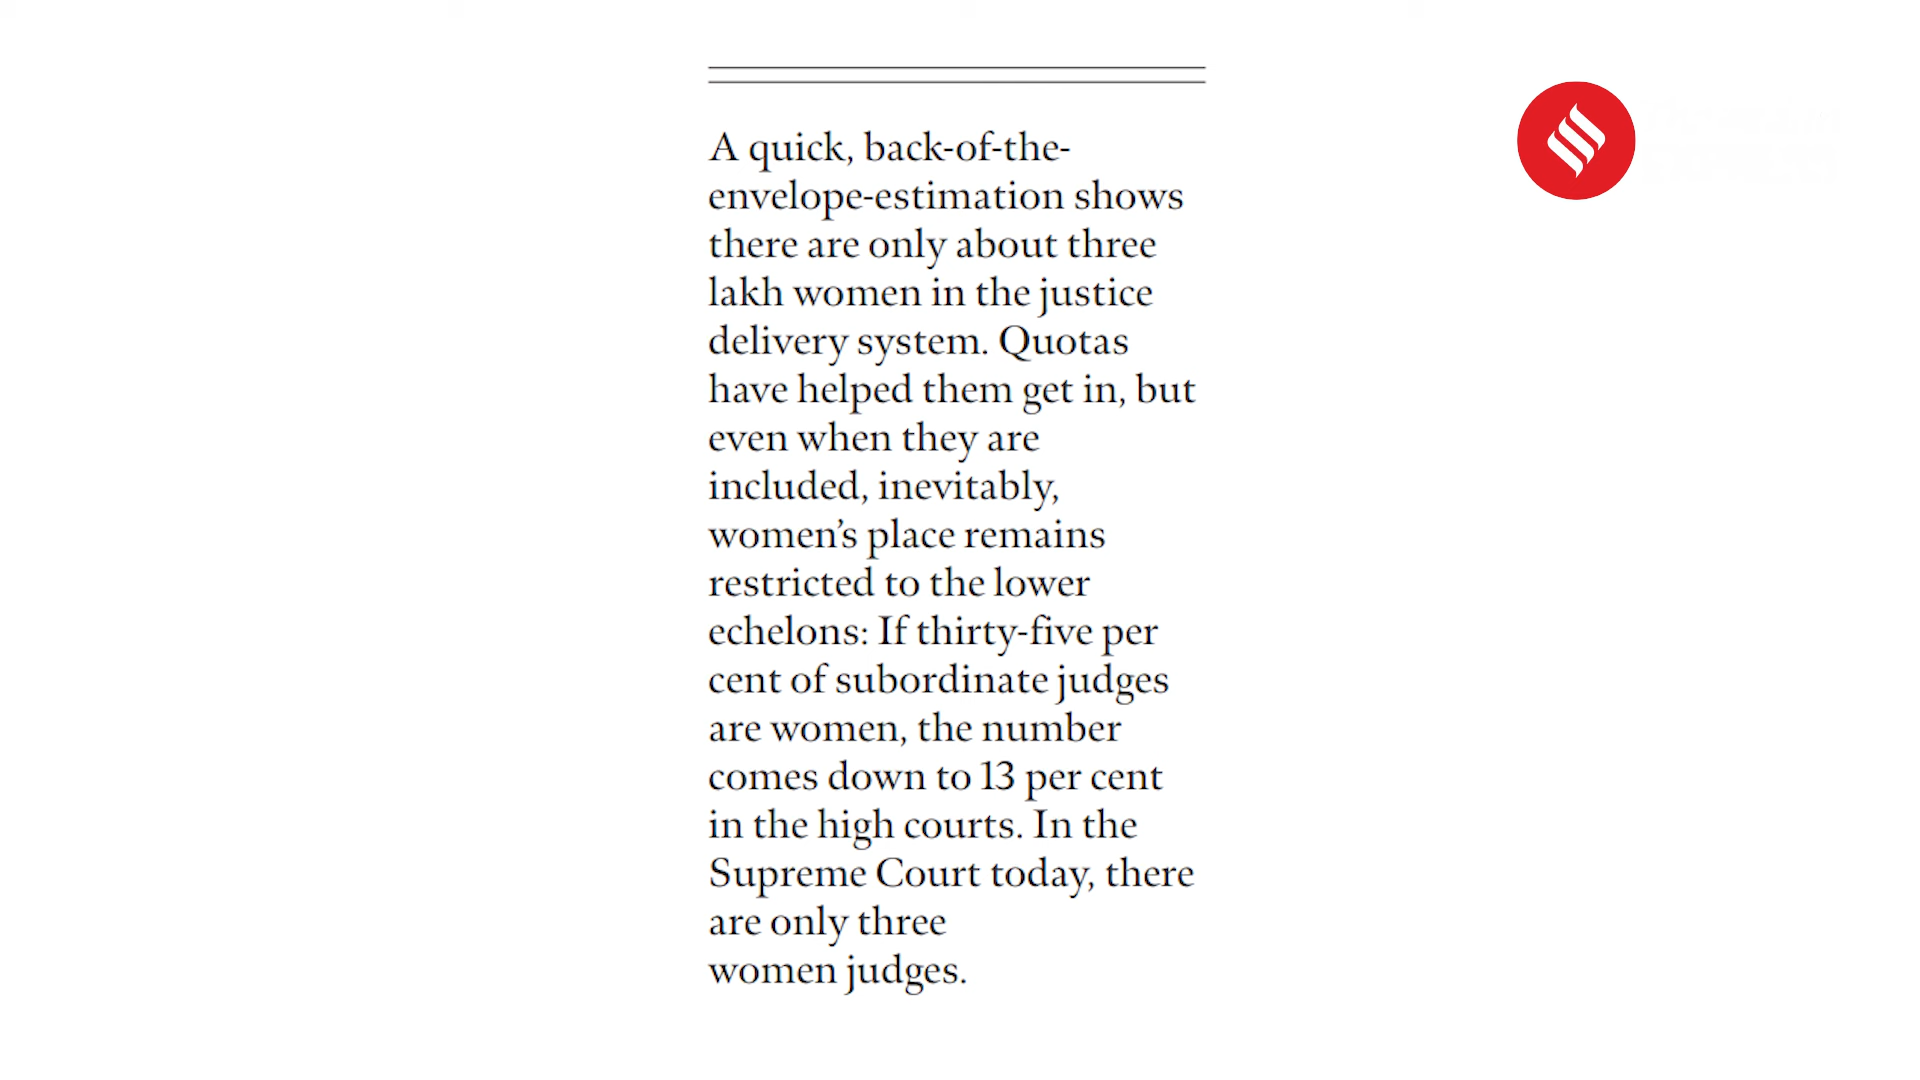 A quick, back-of-the-
envelope-estimation shows
there are only about three
lakh women in the justice
delivery system. Quotas
have helped them get in, but
even when they are
included, inevitably,
women’s place remains
restricted to the lower
echelons: If thirty-five per
cent of subordinate judges
are women, the number
comes down to 13 per cent
in the high courts. In the
Supreme Court today, there
are only three
women judges.